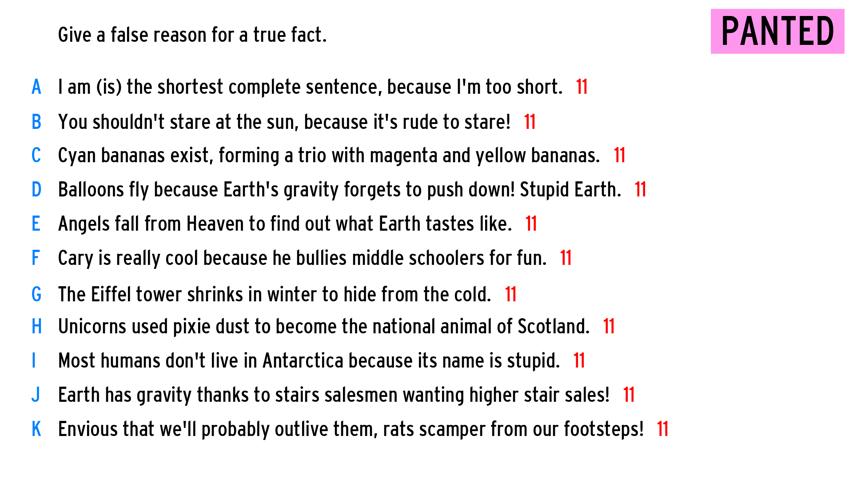 Give a false reason for a true fact.
PANTED
A I am (is) the shortest complete sentence, because I'm too short. 11
B You shouldn't stare at the sun, because it's rude to stare! 11
C Cyan bananas exist, forming a trio with magenta and yellow bananas. 11
D Balloons fly because Earth's gravity forgets to push down! Stupid Earth. 11
E Angels fall from Heaven to find out what Earth tastes like. 11
F Cary is really cool because he bullies middle schoolers for fun. 11
G The Eiffel tower shrinks in winter to hide from the cold. 11
H Unicorns used pixie dust to become the national animal of Scotland. 11
I Most humans don't live in Antarctica because its name is stupid. 11
J Earth has gravity thanks to stairs salesmen wanting higher stair sales! 11
K Envious that we'll probably outlive them, rats scamper from our footsteps! 11